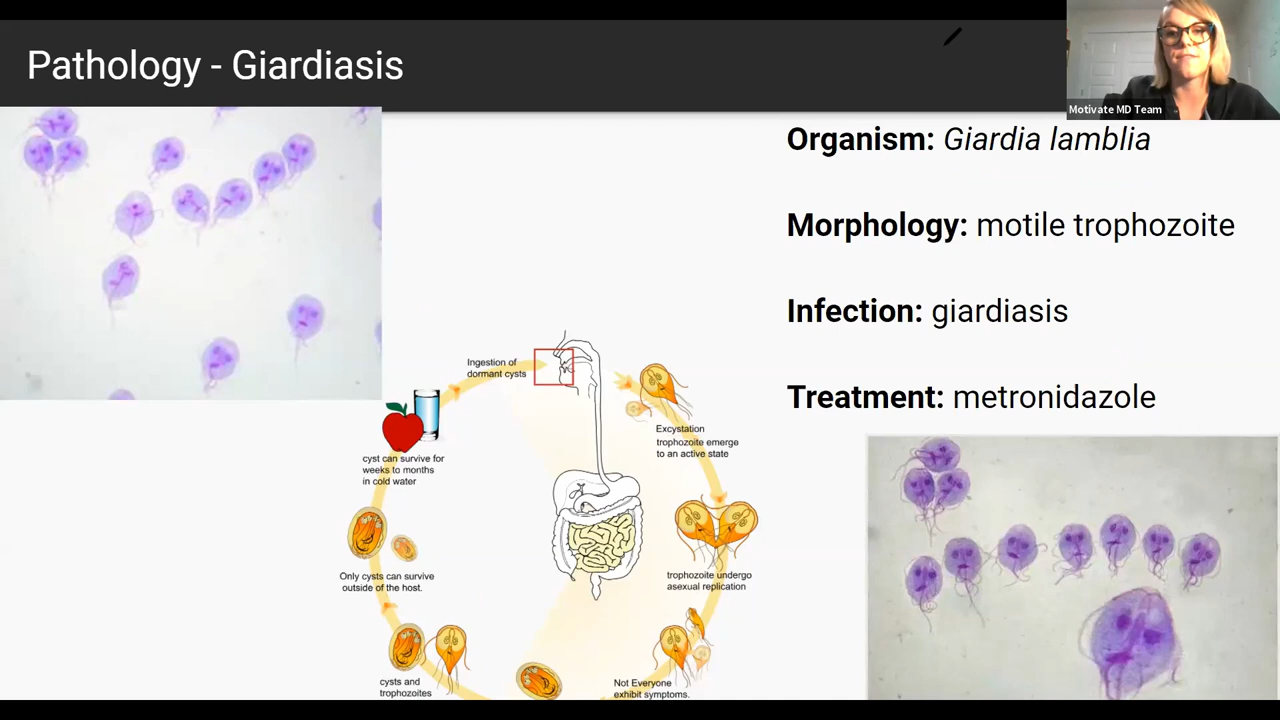 Pathology - Giardiasis
Motivate MD Team
Organism: Giardia lamblia
Morphology: motile trophozoite
Infection: giardiasis
Treatment: metronidazole
Ingestion of
dormant cysts
Excystation
trophozoite emerge
to an active state
trophozoite undergo
asexual replication
Not Everyone
exhibit symptoms.
cysts and
trophozoites
Only cysts can survive
outside of the host.
cyst can survive for
weeks to months
in cold water